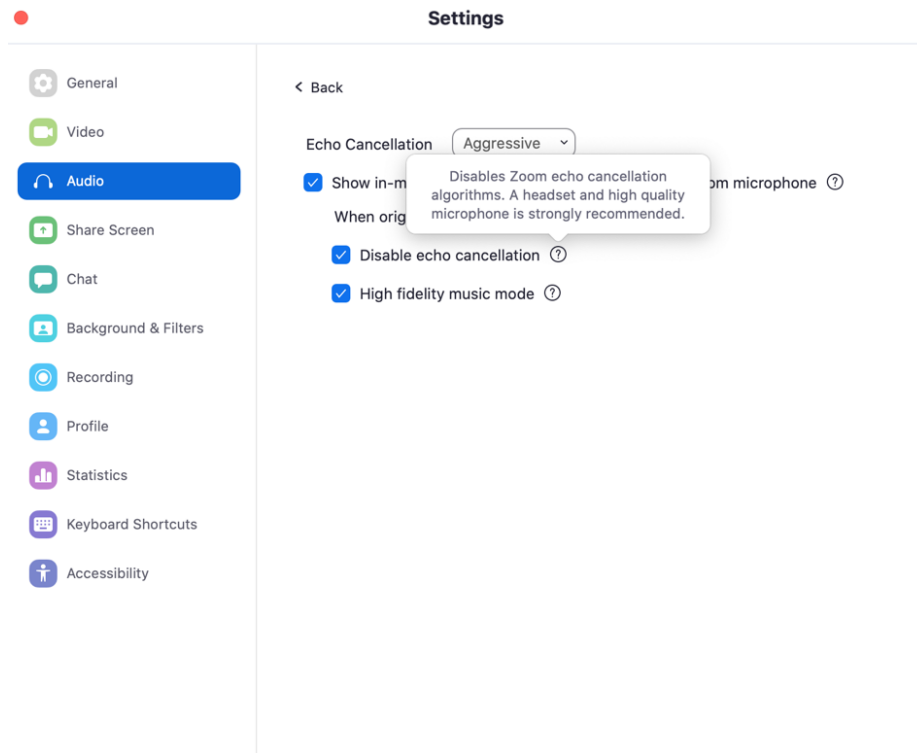 Settings
General
Video
Audio
Share Screen
Chat
Background & Filters
Recording
Profile
Statistics
Keyboard Shortcuts
Accessibility
Back
Echo Cancellation Aggressive
Show in-m
Disables Zoom echo cancellation
algorithms. A headset and high quality
microphone is strongly recommended.
om microphone ?
When orig
Disable echo cancellation ?
High fidelity music mode ?